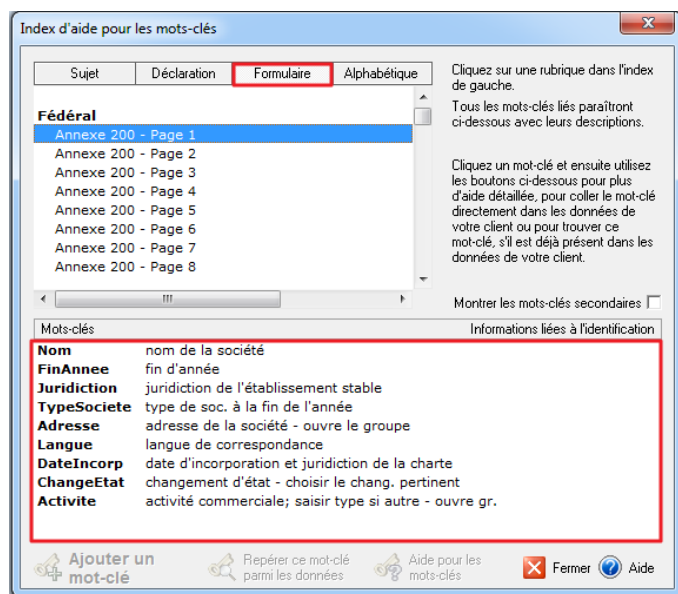 Index d'aide pour les mots-clés
Sujet Déclaration Formulaire Alphabétique
Fédéral
Annexe 200 - Page 1
Annexe 200 - Page 2
Annexe 200 - Page 3
Annexe 200 - Page 4
Annexe 200 - Page 5
Annexe 200 - Page 6
Annexe 200 - Page 7
Annexe 200 - Page 8
Cliquez sur une rubrique dans l'index
de gauche.
Tous les mots-clés liés paraîtront
ci-dessous avec leurs descriptions.
Cliquez un mot-clé et ensuite utilisez
les boutons ci-dessous pour plus
d'aide détaillée, pour coller le mot-clé
directement dans les données de
votre client ou pour trouver ce
mot-clé, s'il est déjà présent dans les
données de votre client.
Montrer les mots-clés secondaires
Mots-clés Informations liées à l'identification
Nom nom de la société
FinAnnee fin d'année
Juridiction juridiction de l'établissement stable
TypeSociete type de soc. à la fin de l'année
Adresse adresse de la société - ouvre le groupe
Langue langue de correspondance
DateIncorp date d'incorporation et juridiction de la charte
ChangeEtat changement d'état - choisir le chang. pertinent
Activite activité commerciale; saisir type si autre - ouvre gr.
Ajouter un
mot-clé
Repérer ce mot-clé
parmi les données
Aide pour les
mots-clés
Fermer
Aide